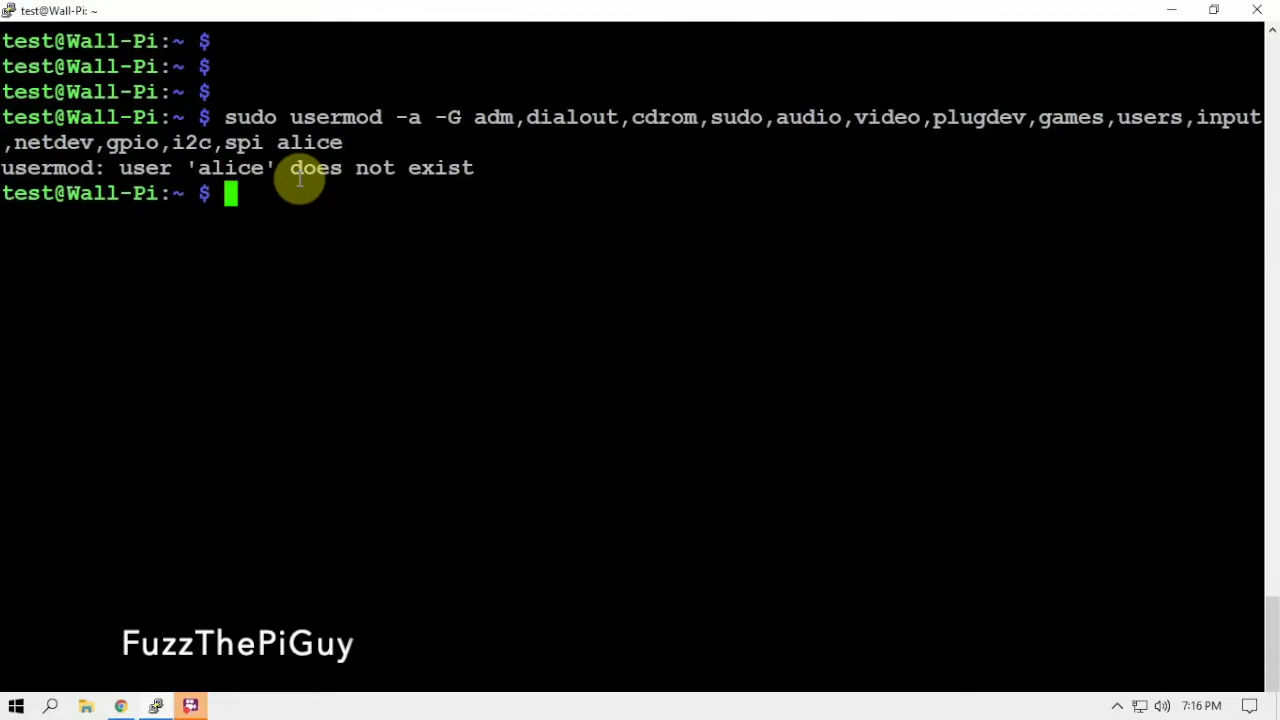 test@Wall-Pi: ~
test@Wall-Pi:~ $
test@Wall-Pi:~ $
test@Wall-Pi:~ $
test@Wall-Pi:~ $ sudo usermod -a -G adm,dialout,cdrom,sudo,audio,video,plugdev,games,users,input
,netdev,gpio,i2c,spi alice
usermod: user 'alice' does not exist
test@Wall-Pi:~ $
FuzzThePiGuy
7:16 PM